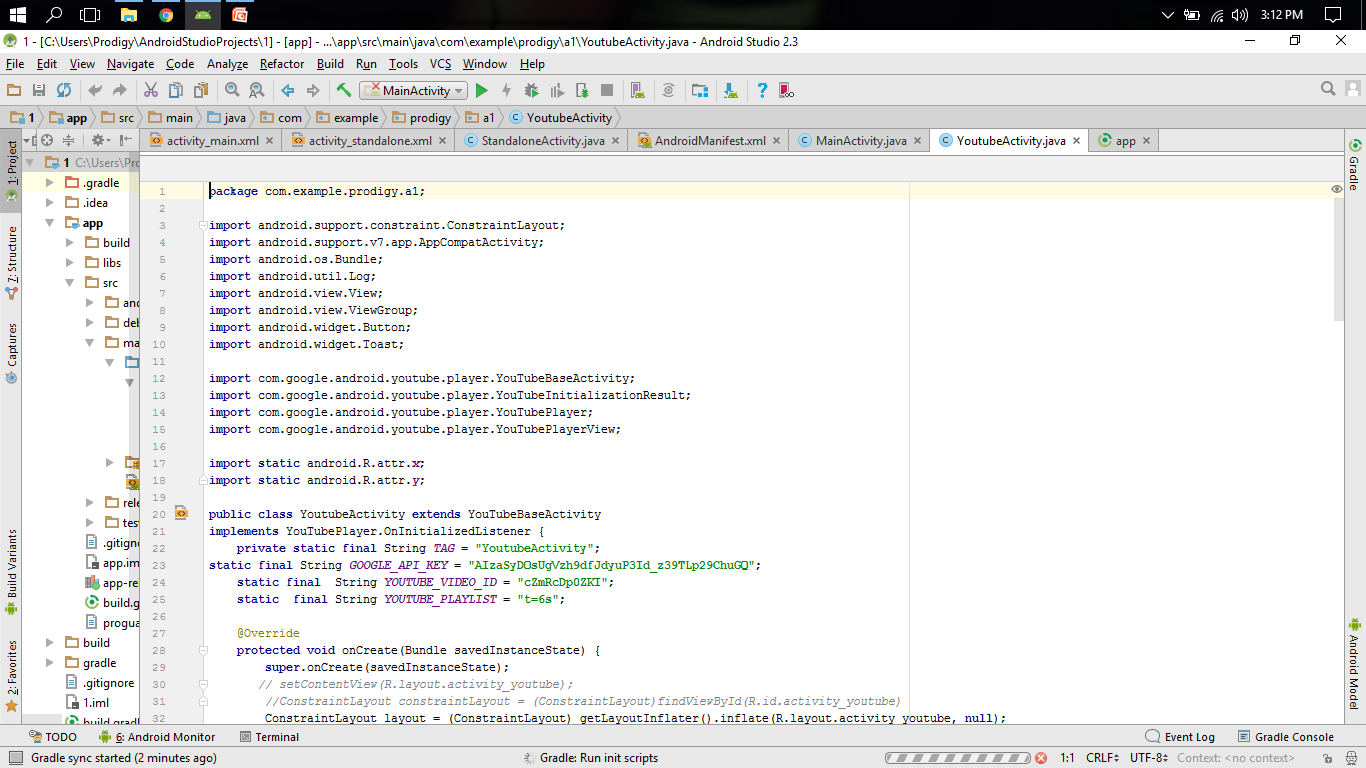 3:12 PM
1 - [C:\Users\Prodigy\AndroidStudioProjects\1] - [app] - ...\app\src\main\java\com\example\prodigy\a1\YoutubeActivity.java - Android Studio 2.3
File Edit View Navigate Code Analyze Refactor Build Run Tools VCS Window Help
MainActivity
1 app src main java com example prodigy a1 YoutubeActivity
activity_main.xml activity_standalone.xml StandaloneActivity.java AndroidManifest.xml MainActivity.java YoutubeActivity.java app
1: Project
7: Structure
Captures
Build Variants
2: Favorites
1 C:\Users\Pro
.gradle
.idea
app
build
libs
src
and
deb
ma
rele
test
.gitign
app.im
app-re
build.g
progua
build
gradle
.gitignore
1.iml
build.gradl
1 package com.example.prodigy.a1;
2
3 import android.support.constraint.ConstraintLayout;
4 import android.support.v7.app.AppCompatActivity;
5 import android.os.Bundle;
6 import android.util.Log;
7 import android.view.View;
8 import android.view.ViewGroup;
9 import android.widget.Button;
10 import android.widget.Toast;
11
12 import com.google.android.youtube.player.YouTubeBaseActivity;
13 import com.google.android.youtube.player.YouTubeInitializationResult;
14 import com.google.android.youtube.player.YouTubePlayer;
15 import com.google.android.youtube.player.YouTubePlayerView;
16
17 import static android.R.attr.x;
18 import static android.R.attr.y;
19
20 public class YoutubeActivity extends YouTubeBaseActivity
21 implements YouTubePlayer.OnInitializedListener {
22 private static final String TAG = "YoutubeActivity";
23 static final String GOOGLE_API_KEY = "AIzaSyDOsUgVzh9dfJdyuP3Id_z39TLp29ChuGQ";
24 static final  String YOUTUBE_VIDEO_ID = "cZmRcDp0ZKI";
25 static  final String YOUTUBE_PLAYLIST = "t=6s";
26
27 @Override
28 protected void onCreate(Bundle savedInstanceState) {
29 super.onCreate(savedInstanceState);
30 // setContentView(R.layout.activity_youtube);
31 //ConstraintLayout constraintLayout = (ConstraintLayout)findViewById(R.id.activity_youtube)
32 ConstraintLayout layout = (ConstraintLayout) getLayoutInflater().inflate(R.layout.activity_youtube, null);
Gradle
Android Model
TODO 6: Android Monitor Terminal Event Log Gradle Console
Gradle sync started (2 minutes ago) Gradle: Run init scripts 1:1 CRLF UTF-8 Context: <no context>